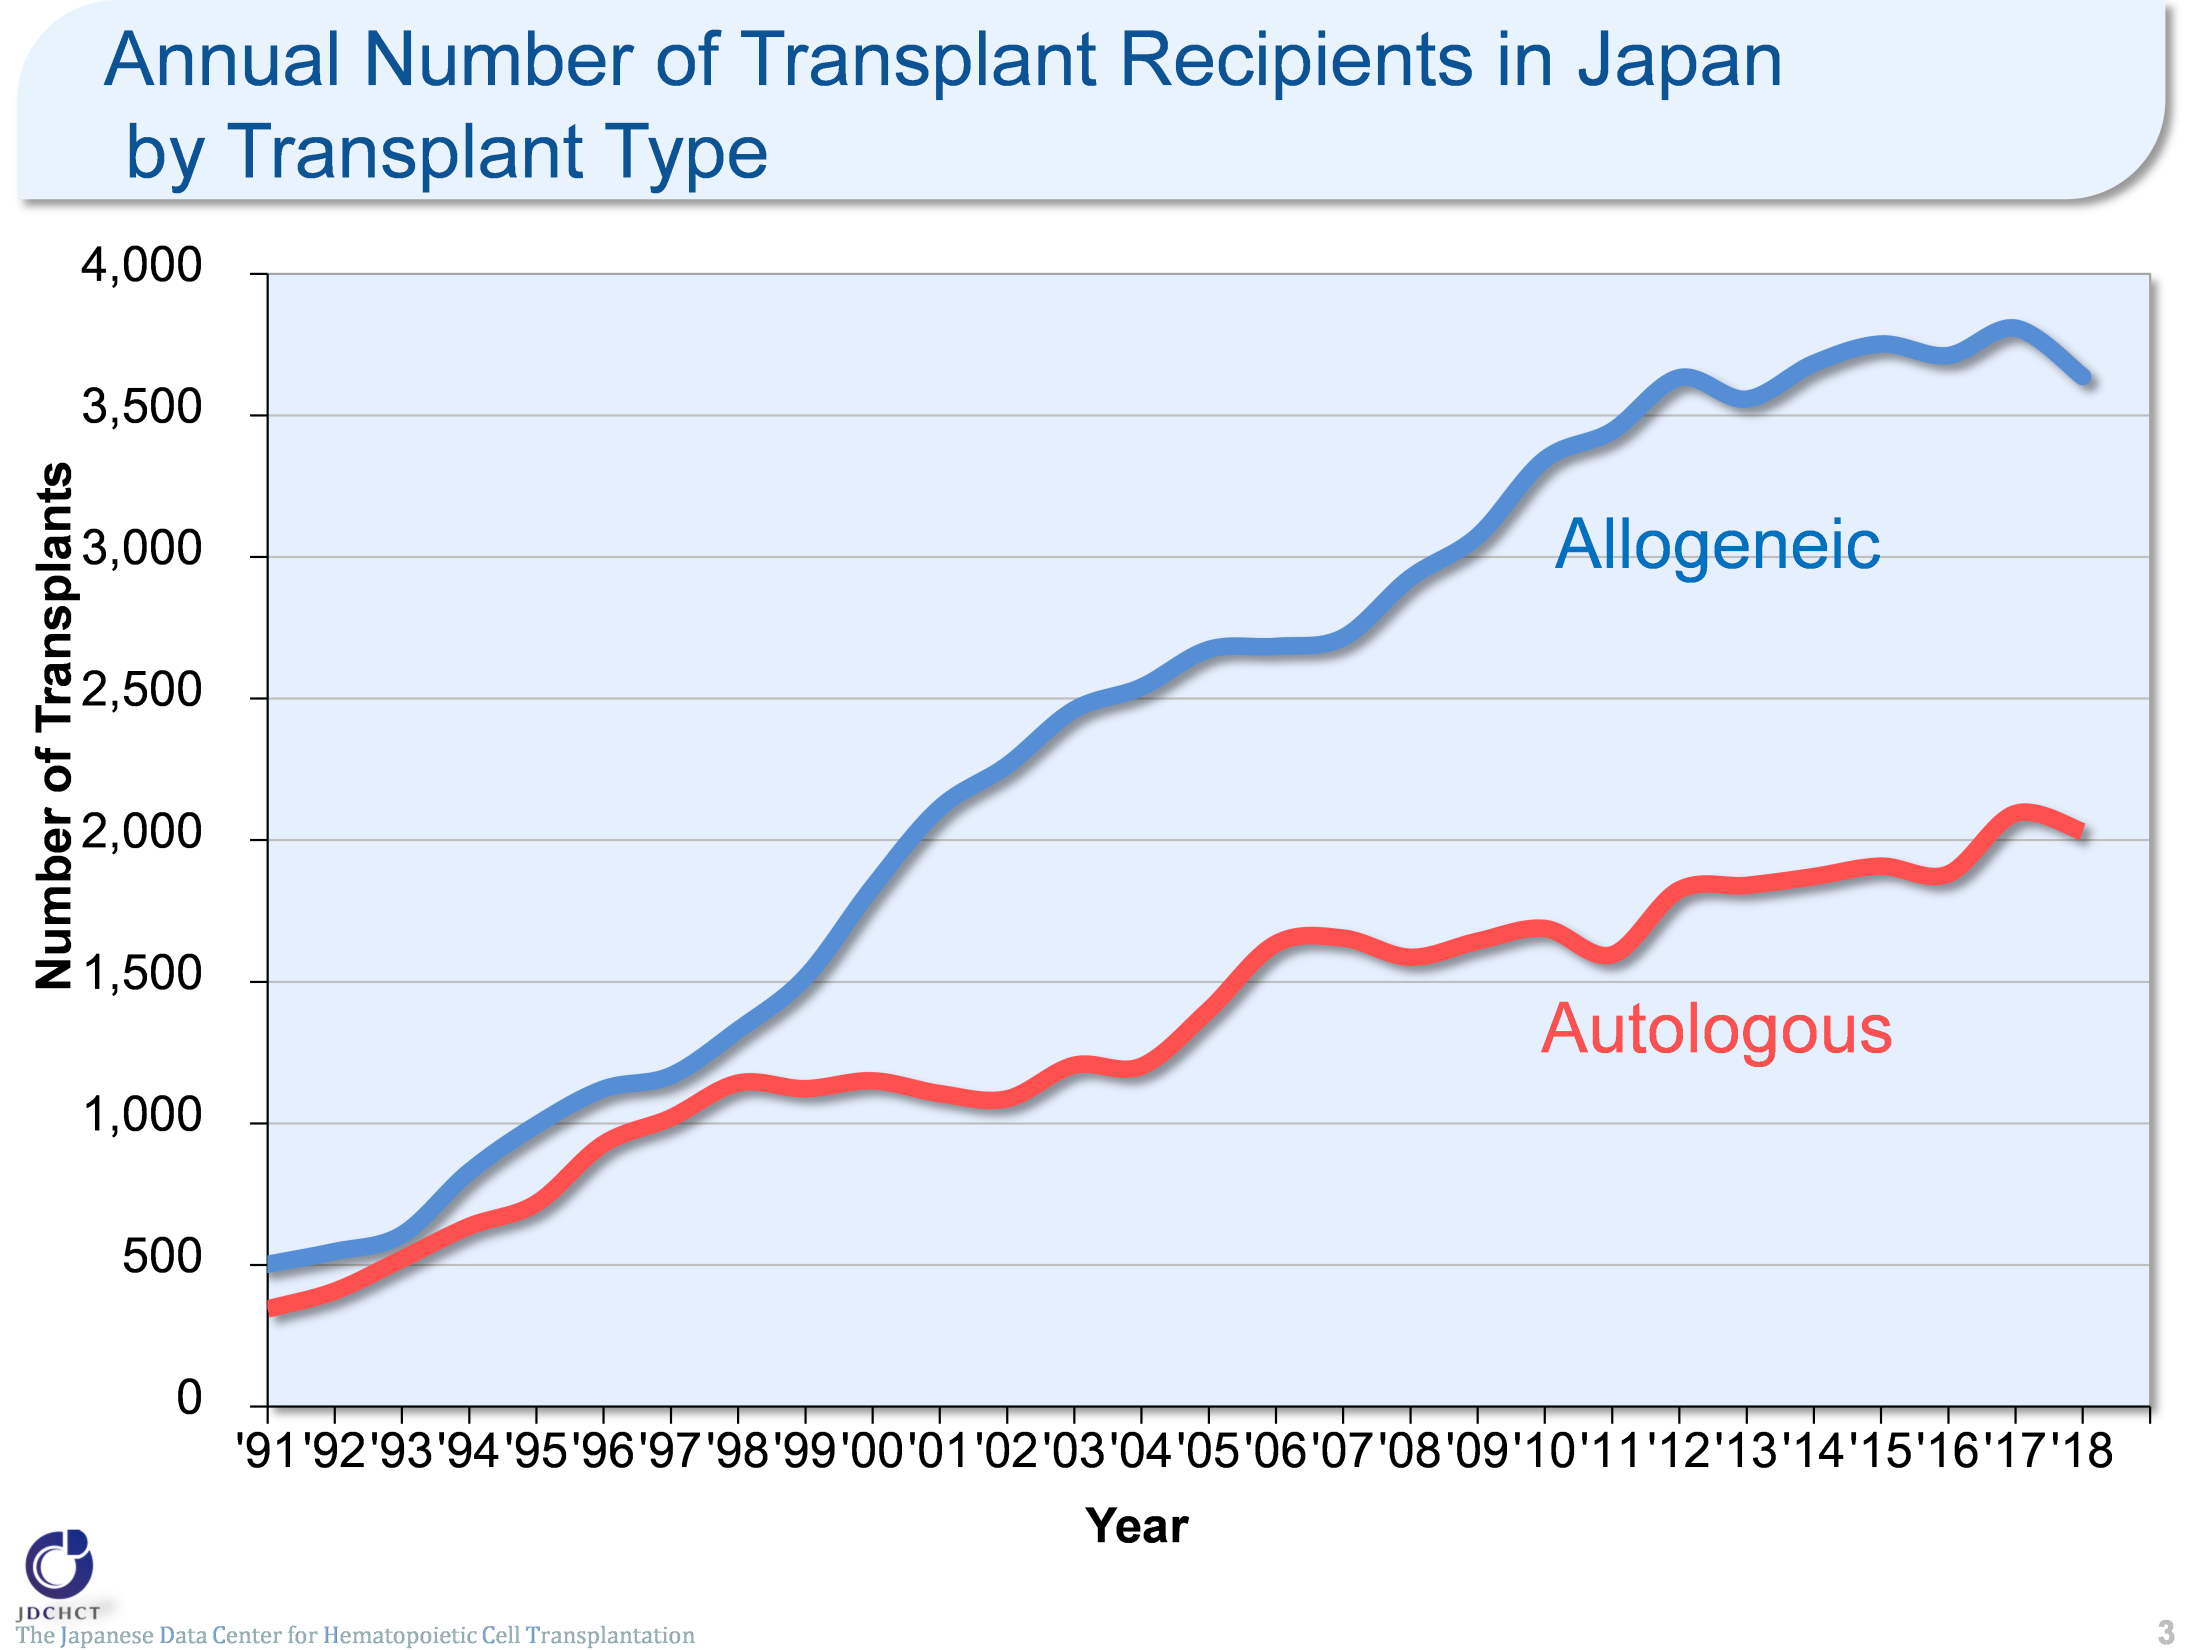 Annual Number of Transplant Recipients in Japan
by Transplant Type
4,000
3,500
3,000
2,500
2,000
1,500
1,000
500
0
Number of Transplants
Allogeneic
Autologous
'91 '92 '93 '94 '95 '96 '97 '98 '99 '00 '01 '02 '03 '04 '05 '06 '07 '08 '09 '10 '11 '12 '13 '14 '15 '16 '17 '18
Year
JDCHCT
The Japanese Data Center for Hematopoietic Cell Transplantation
3